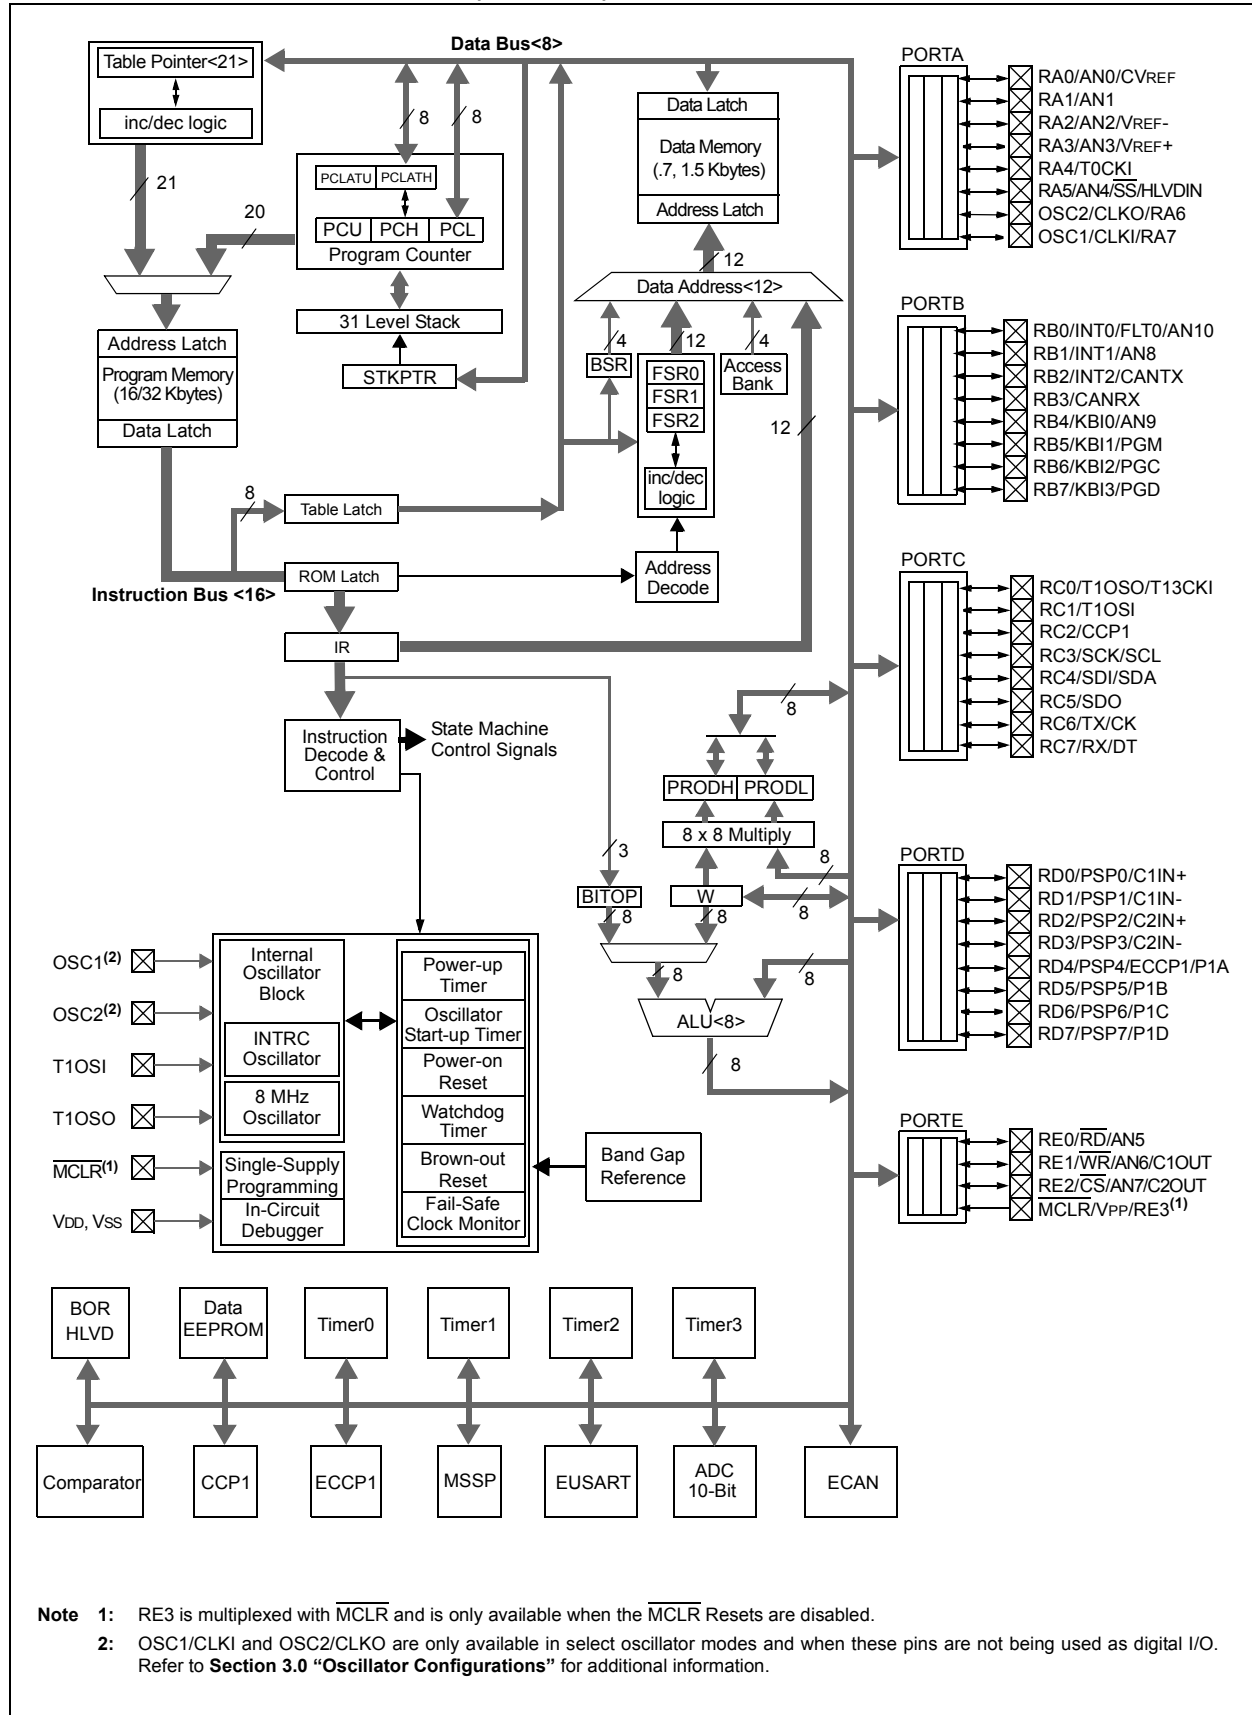 Data Bus<8>
Table Pointer<21>
inc/dec logic
21
20
8
8
PCLATU PCLATH
PCU PCH PCL
Program Counter
31 Level Stack
STKPTR
Address Latch
Program Memory
(16/32 Kbytes)
Data Latch
8
Table Latch
ROM Latch
Instruction Bus <16>
IR
Instruction
Decode &
Control
State Machine
Control Signals
Data Latch
Data Memory
(.7, 1.5 Kbytes)
Address Latch
12
Data Address<12>
4
12
4
BSR
FSR0
FSR1
FSR2
inc/dec
logic
Access
Bank
12
Address
Decode
8
PRODH PRODL
8 x 8 Multiply
3
8
BITOP
W
8
8
8
8
8
ALU<8>
8
PORTA
RA0/AN0/CVREF
RA1/AN1
RA2/AN2/VREF-
RA3/AN3/VREF+
RA4/T0CKI
RA5/AN4/SS/HLVDIN
OSC2/CLKO/RA6
OSC1/CLKI/RA7
PORTB
RB0/INT0/FLT0/AN10
RB1/INT1/AN8
RB2/INT2/CANTX
RB3/CANRX
RB4/KBI0/AN9
RB5/KBI1/PGM
RB6/KBI2/PGC
RB7/KBI3/PGD
PORTC
RC0/T1OSO/T13CKI
RC1/T1OSI
RC2/CCP1
RC3/SCK/SCL
RC4/SDI/SDA
RC5/SDO
RC6/TX/CK
RC7/RX/DT
PORTD
RD0/PSP0/C1IN+
RD1/PSP1/C1IN-
RD2/PSP2/C2IN+
RD3/PSP3/C2IN-
RD4/PSP4/ECCP1/P1A
RD5/PSP5/P1B
RD6/PSP6/P1C
RD7/PSP7/P1D
PORTE
RE0/RD/AN5
RE1/WR/AN6/C1OUT
RE2/CS/AN7/C2OUT
MCLR/VPP/RE3(1)
OSC1(2)
OSC2(2)
T1OSI
T1OSO
MCLR(1)
VDD, VSS
Internal
Oscillator
Block
INTRC
Oscillator
8 MHz
Oscillator
Single-Supply
Programming
In-Circuit
Debugger
Power-up
Timer
Oscillator
Start-up Timer
Power-on
Reset
Watchdog
Timer
Brown-out
Reset
Fail-Safe
Clock Monitor
Band Gap
Reference
BOR
HLVD
Data
EEPROM
Timer0
Timer1
Timer2
Timer3
Comparator
CCP1
ECCP1
MSSP
EUSART
ADC
10-Bit
ECAN
Note 1: RE3 is multiplexed with MCLR and is only available when the MCLR Resets are disabled.
2: OSC1/CLKI and OSC2/CLKO are only available in select oscillator modes and when these pins are not being used as digital I/O.
Refer to Section 3.0 “Oscillator Configurations” for additional information.